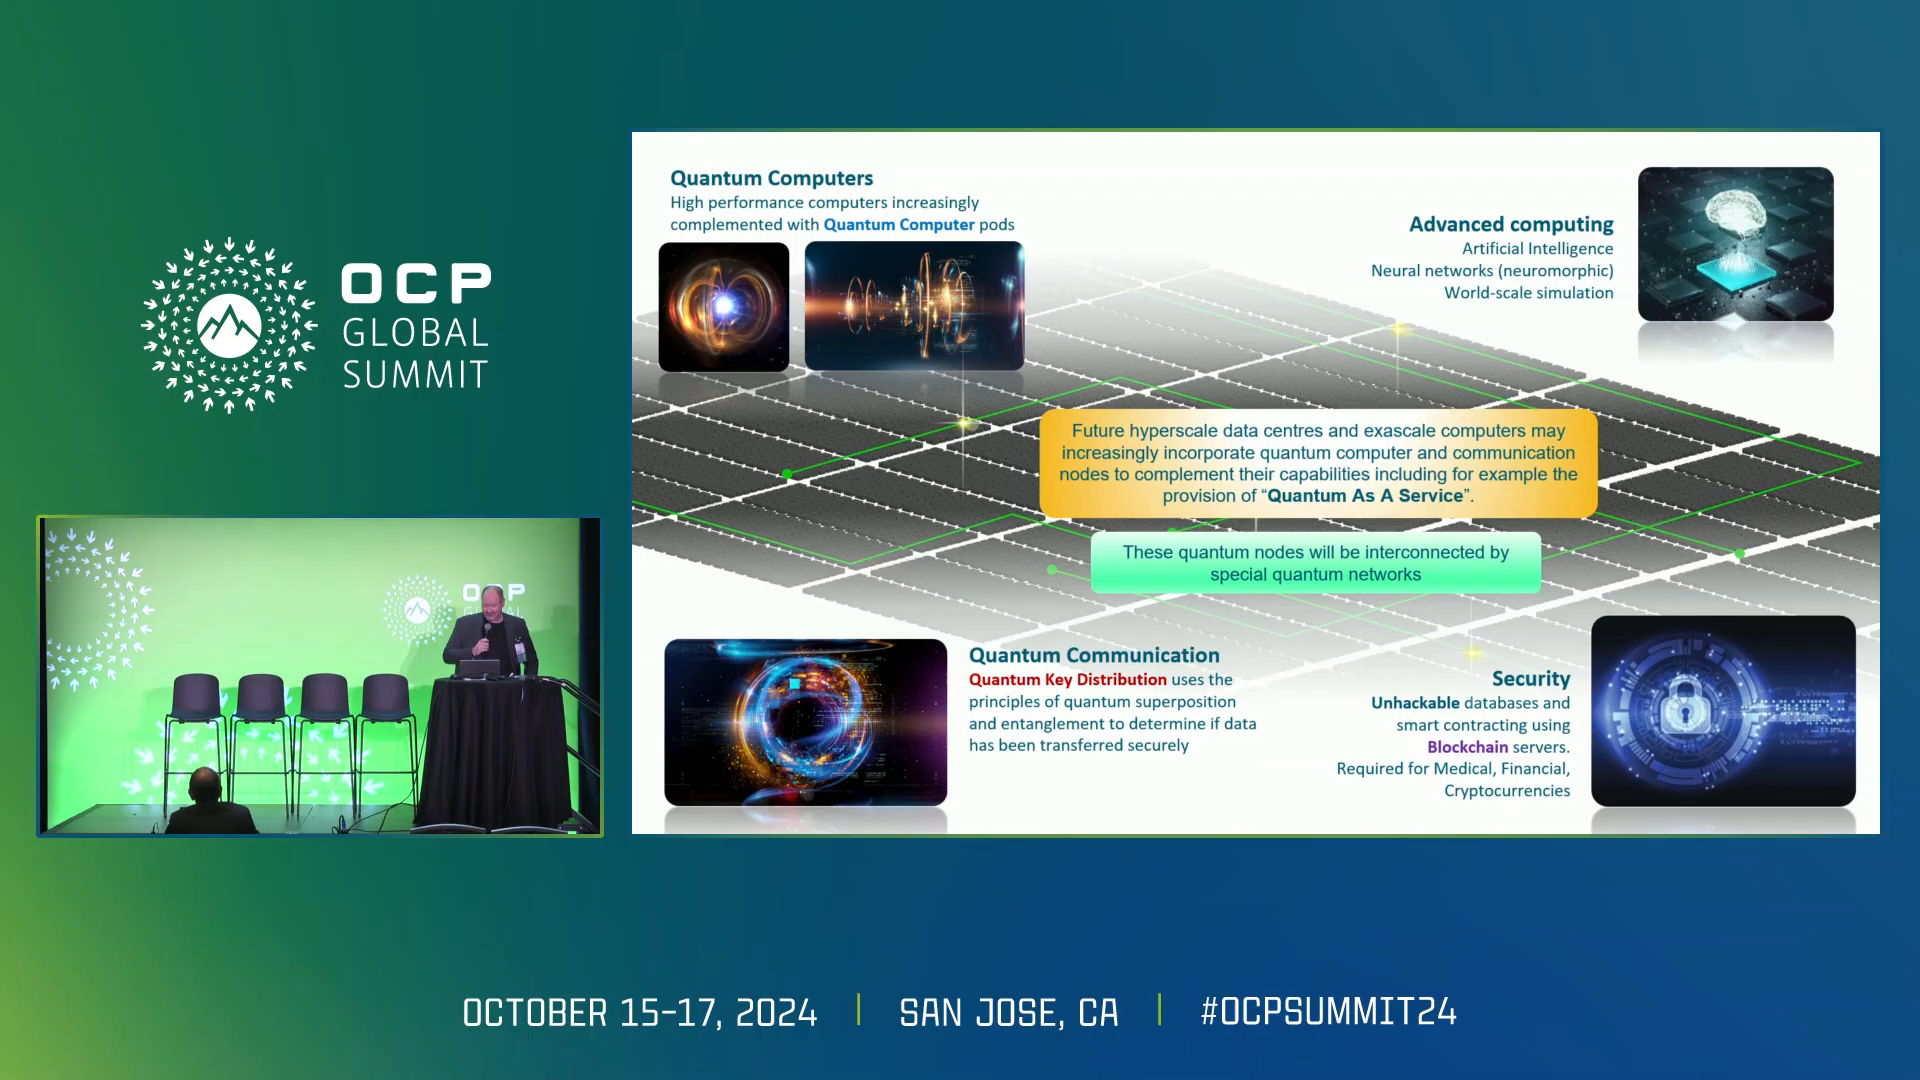 OCP
GLOBAL
SUMMIT
OCP
GLOBAL
Quantum Computers
High performance computers increasingly
complemented with Quantum Computer pods
Advanced computing
Artificial Intelligence
Neural networks (neuromorphic)
World-scale simulation
Future hyperscale data centres and exascale computers may
increasingly incorporate quantum computer and communication
nodes to complement their capabilities including for example the
provision of “Quantum As A Service”.
These quantum nodes will be interconnected by
special quantum networks
Quantum Communication
Quantum Key Distribution uses the
principles of quantum superposition
and entanglement to determine if data
has been transferred securely
Security
Unhackable databases and
smart contracting using
Blockchain servers.
Required for Medical, Financial,
Cryptocurrencies
OCTOBER 15-17, 2024 | SAN JOSE, CA | #OCPSUMMIT24